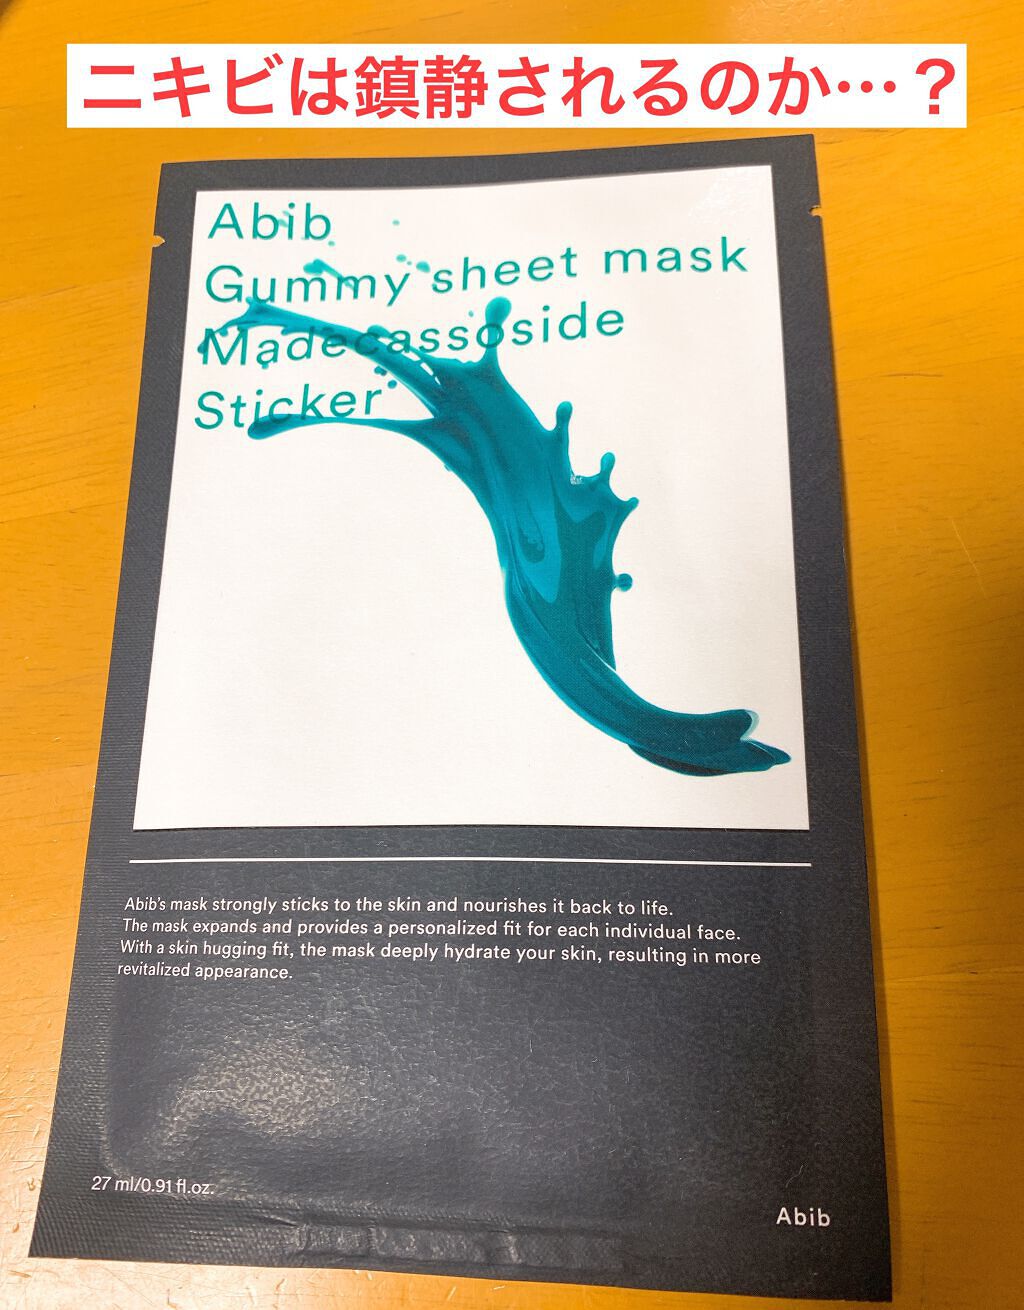 ニキビは鎮静されるのか…？
Abib
Gummy sheet mask
Madecassoside
Sticker
Abib's mask strongly sticks to the skin and nourishes it back to life.
The mask expands and provides a personalized fit for each individual face.
With a skin hugging fit, the mask deeply hydrate your skin, resulting in more
revitalized appearance.
27 ml/0.91 fl.oz.
Abib